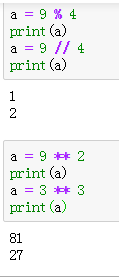 a = 9 % 4
print(a)
a = 9 // 4
print(a)
1
2
a = 9 ** 2
print(a)
a = 3 ** 3
print(a)
81
27